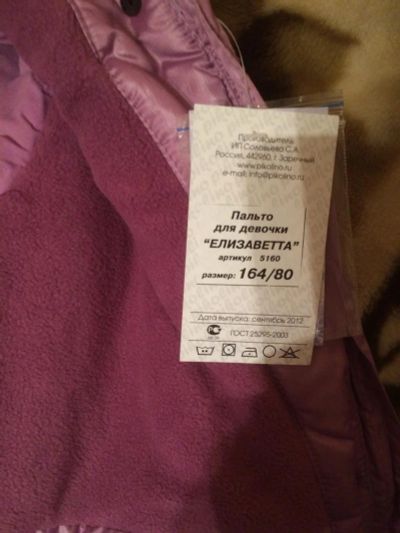 Производитель
ИП Соловьева С.А.
Россия, 442960, г. Заречный
www.pikolino.ru
e-mail: info@pikolino.ru
Пальто
для девочки
"ЕЛИЗАВЕТТА"
артикул 5160
размер: 164/80
Дата выпуска: сентябрь 2012
ГОСТ 25295-2003